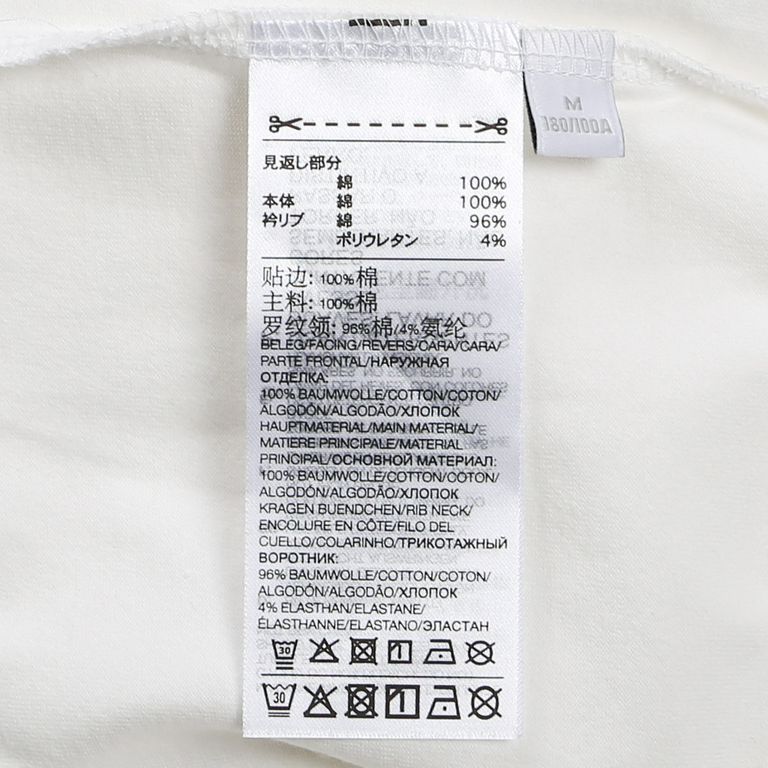 見返し部分
綿 100%
本体 綿 100%
衿リブ 綿 96%
ポリウレタン 4%
贴边: 100%棉
主料: 100%棉
罗纹领: 96%棉/4%氨纶
BELEG/FACING/REVERS/CARA/CARA/
PARTE FRONTAL/НАРУЖНАЯ
ОТДЕЛКА:
100% BAUMWOLLE/COTTON/COTON/
ALGODÓN/ALGODÃO/ХЛОПОК
HAUPTMATERIAL/MAIN MATERIAL/
MATIERE PRINCIPALE/MATERIAL
PRINCIPAL/ОСНОВНОЙ МАТЕРИАЛ:
100% BAUMWOLLE/COTTON/COTON/
ALGODÓN/ALGODÃO/ХЛОПОК
KRAGEN BUENDCHEN/RIB NECK/
ENCOLURE EN CÔTE/FILO DEL
CUELLO/COLARINHO/ТРИКОТАЖНЫЙ
ВОРОТНИК:
96% BAUMWOLLE/COTTON/COTON/
ALGODÓN/ALGODÃO/ХЛОПОК
4% ELASTHAN/ELASTANE/
ÉLASTHANNE/ELASTANO/ЭЛАСТАН
30
30
M